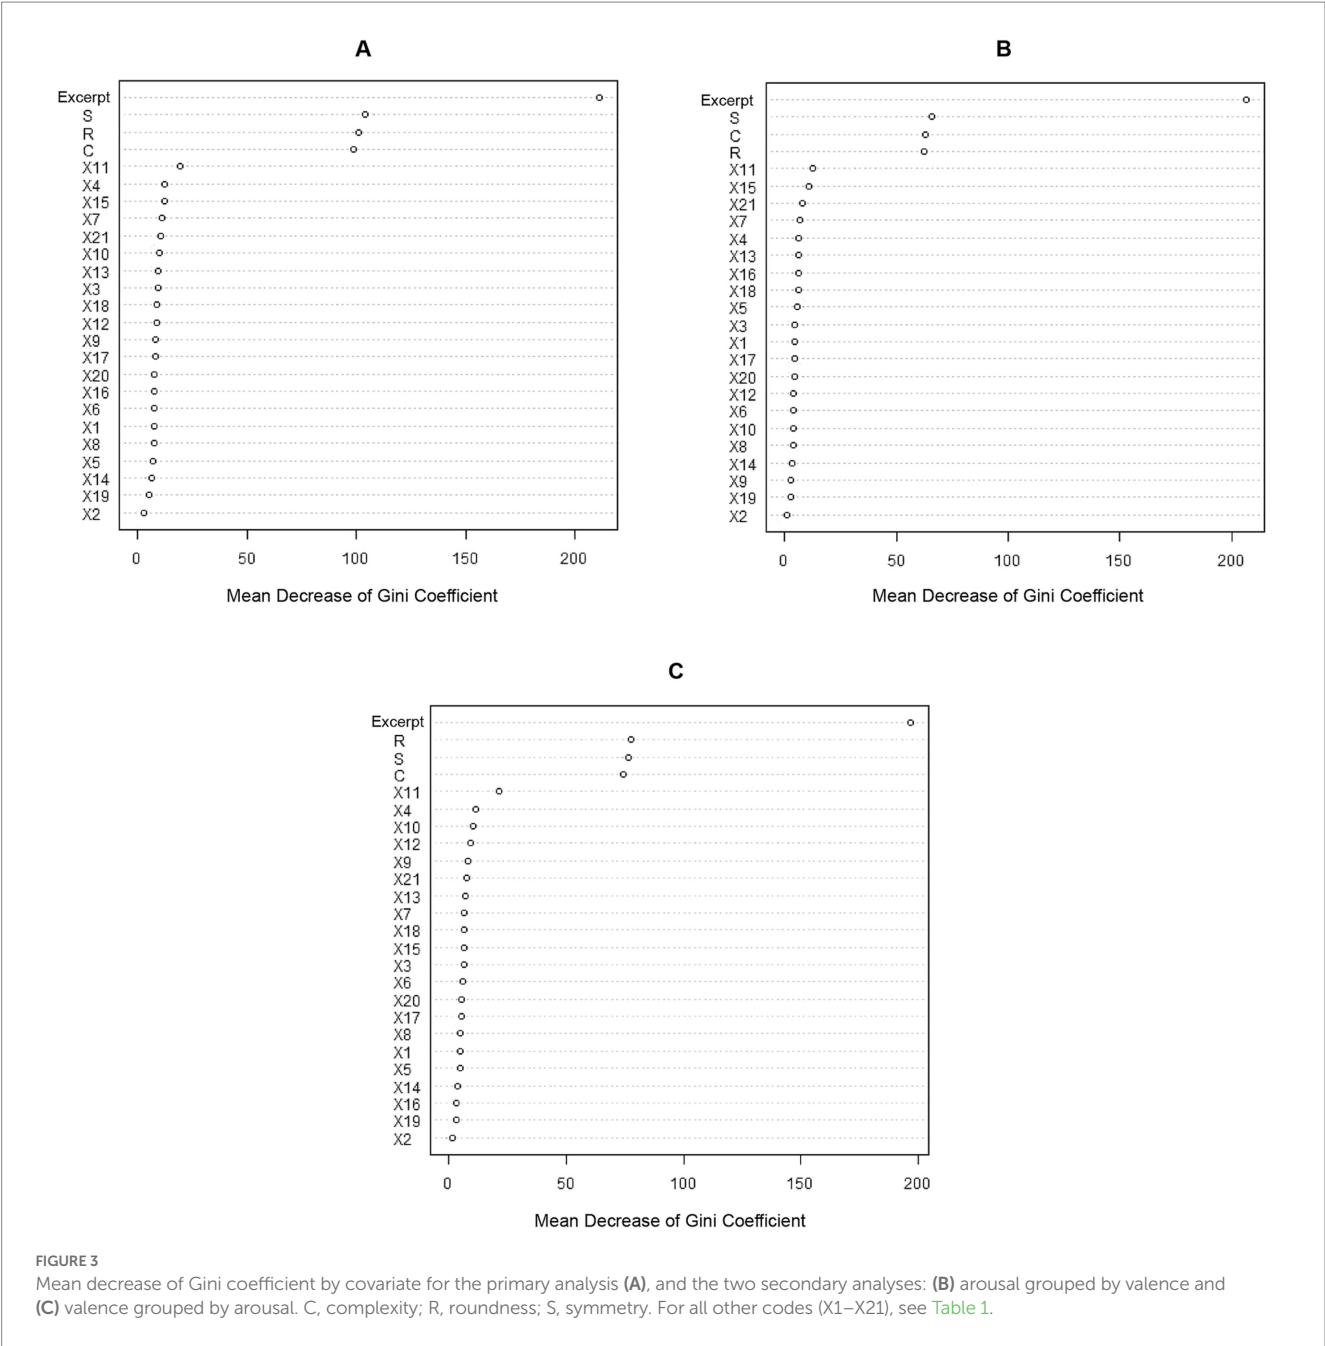 A
Excerpt
S
R
C
X11
X4
X15
X7
X21
X10
X13
X3
X18
X12
X9
X17
X20
X16
X6
X1
X8
X5
X14
X19
X2
0 50 100 150 200
Mean Decrease of Gini Coefficient
B
Excerpt
S
C
R
X11
X15
X21
X7
X4
X13
X16
X18
X5
X3
X1
X17
X20
X12
X6
X10
X8
X14
X9
X19
X2
0 50 100 150 200
Mean Decrease of Gini Coefficient
C
Excerpt
R
S
C
X11
X4
X10
X12
X9
X21
X13
X7
X18
X15
X3
X6
X20
X17
X8
X1
X5
X14
X16
X19
X2
0 50 100 150 200
Mean Decrease of Gini Coefficient
FIGURE 3
Mean decrease of Gini coefficient by covariate for the primary analysis (A), and the two secondary analyses: (B) arousal grouped by valence and
(C) valence grouped by arousal. C, complexity; R, roundness; S, symmetry. For all other codes (X1–X21), see Table 1.